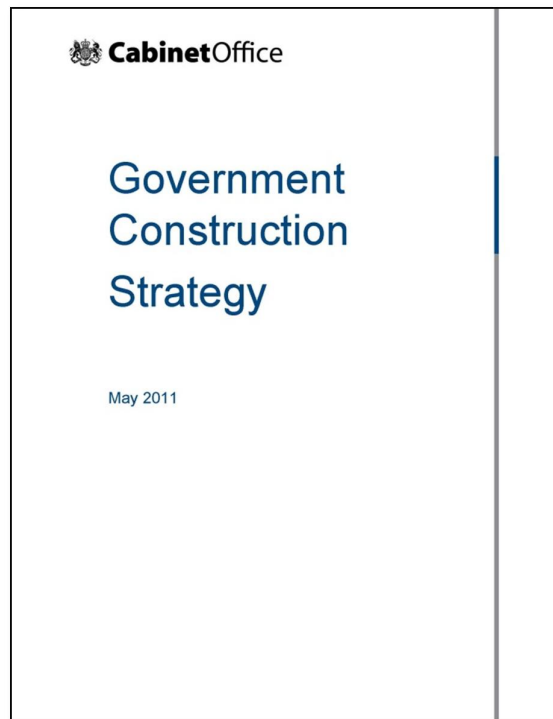 CabinetOffice
Government
Construction
Strategy
May 2011